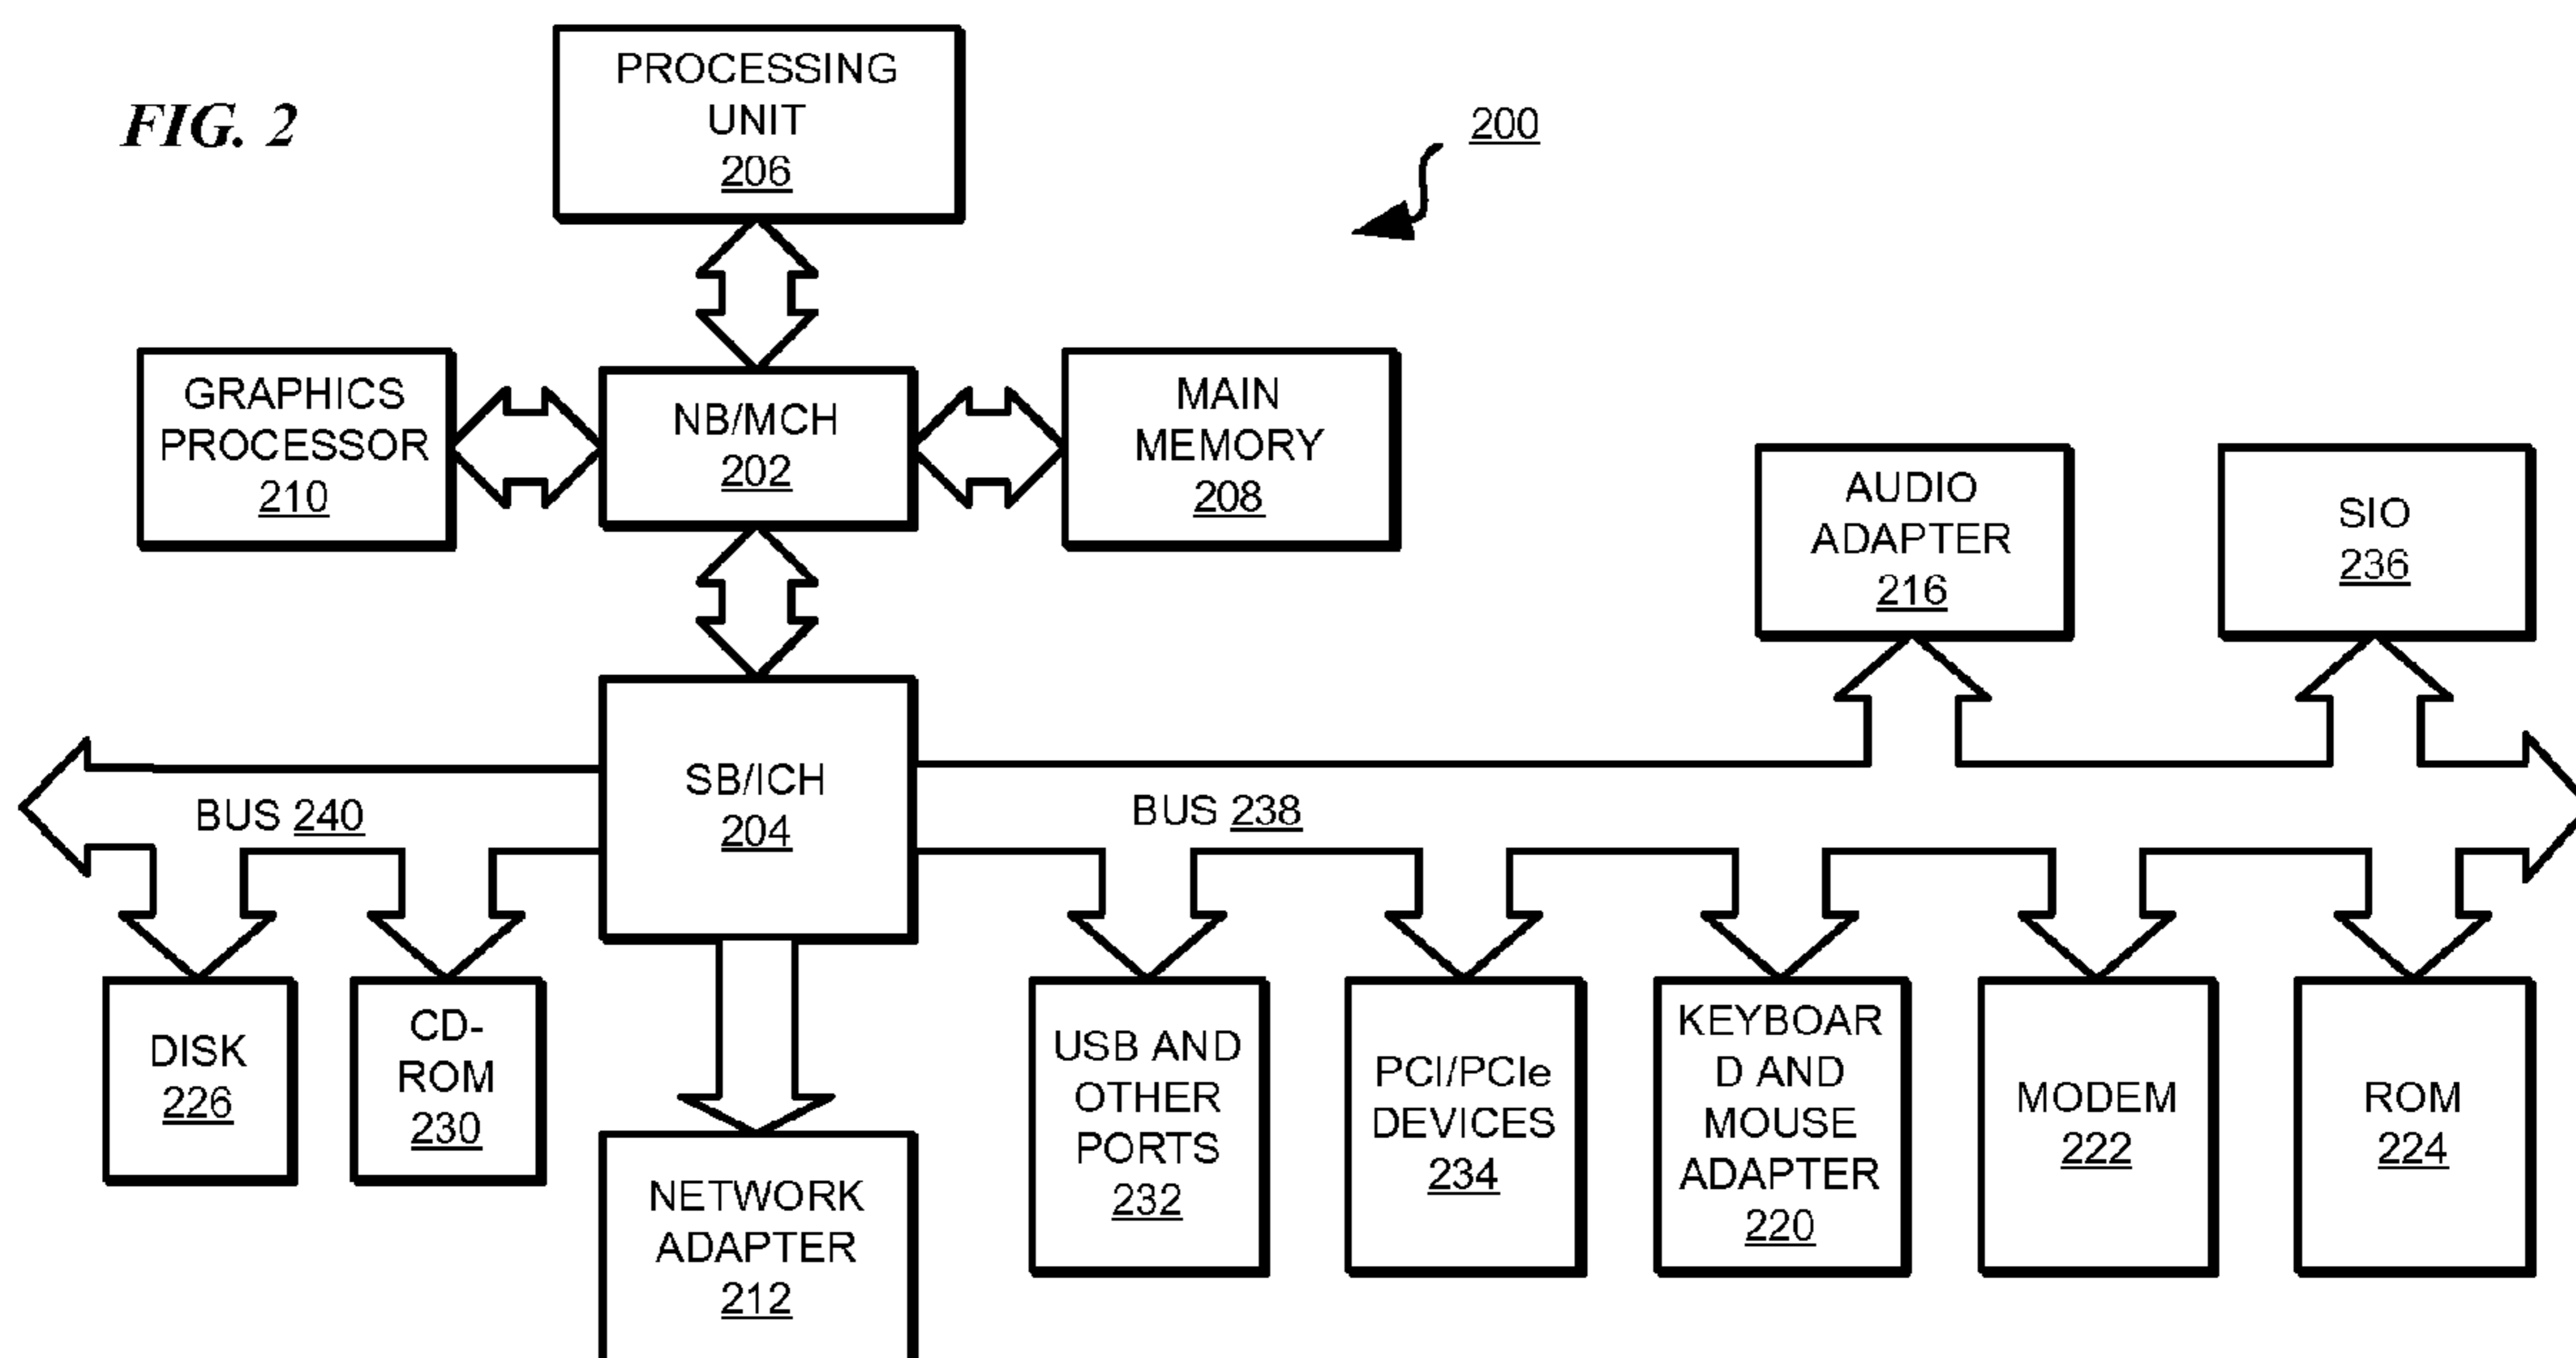 FIG. 2
PROCESSING
UNIT
206
200
GRAPHICS
PROCESSOR
210
NB/MCH
202
MAIN
MEMORY
208
AUDIO
ADAPTER
216
SIO
236
SB/ICH
204
BUS 240
BUS 238
DISK
226
CD-
ROM
230
NETWORK
ADAPTER
212
USB AND
OTHER
PORTS
232
PCI/PCIe
DEVICES
234
KEYBOAR
D AND
MOUSE
ADAPTER
220
MODEM
222
ROM
224